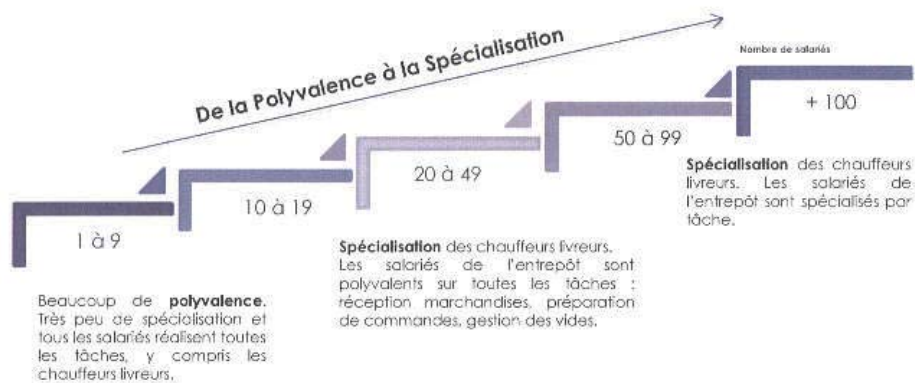 De la Polyvalence à la Spécialisation
Nombre de salariés
+ 100
50 à 99
20 à 49
10 à 19
1 à 9
Spécialisation des chauffeurs
livreurs. Les salariés de
l'entrepôt sont spécialisés par
tâche.
Spécialisation des chauffeurs livreurs.
Les salariés de l'entrepôt sont
polyvalents sur toutes les tâches :
réception marchandises, préparation
de commandes, gestion des vides.
Beaucoup de polyvalence.
Très peu de spécialisation et
tous les salariés réalisent toutes
les tâches, y compris les
chauffeurs livreurs.